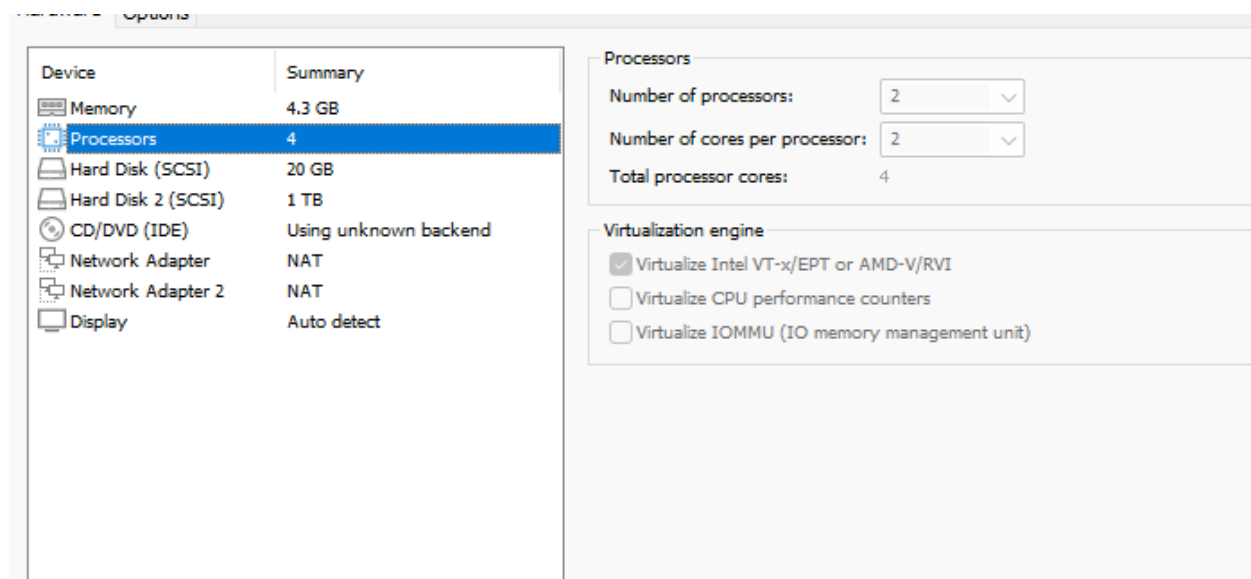 Options
Device Summary
Memory 4.3 GB
Processors 4
Hard Disk (SCSI) 20 GB
Hard Disk 2 (SCSI) 1 TB
CD/DVD (IDE) Using unknown backend
Network Adapter NAT
Network Adapter 2 NAT
Display Auto detect
Processors
Number of processors: 2
Number of cores per processor: 2
Total processor cores: 4
Virtualization engine
Virtualize Intel VT-x/EPT or AMD-V/RVI
Virtualize CPU performance counters
Virtualize IOMMU (IO memory management unit)